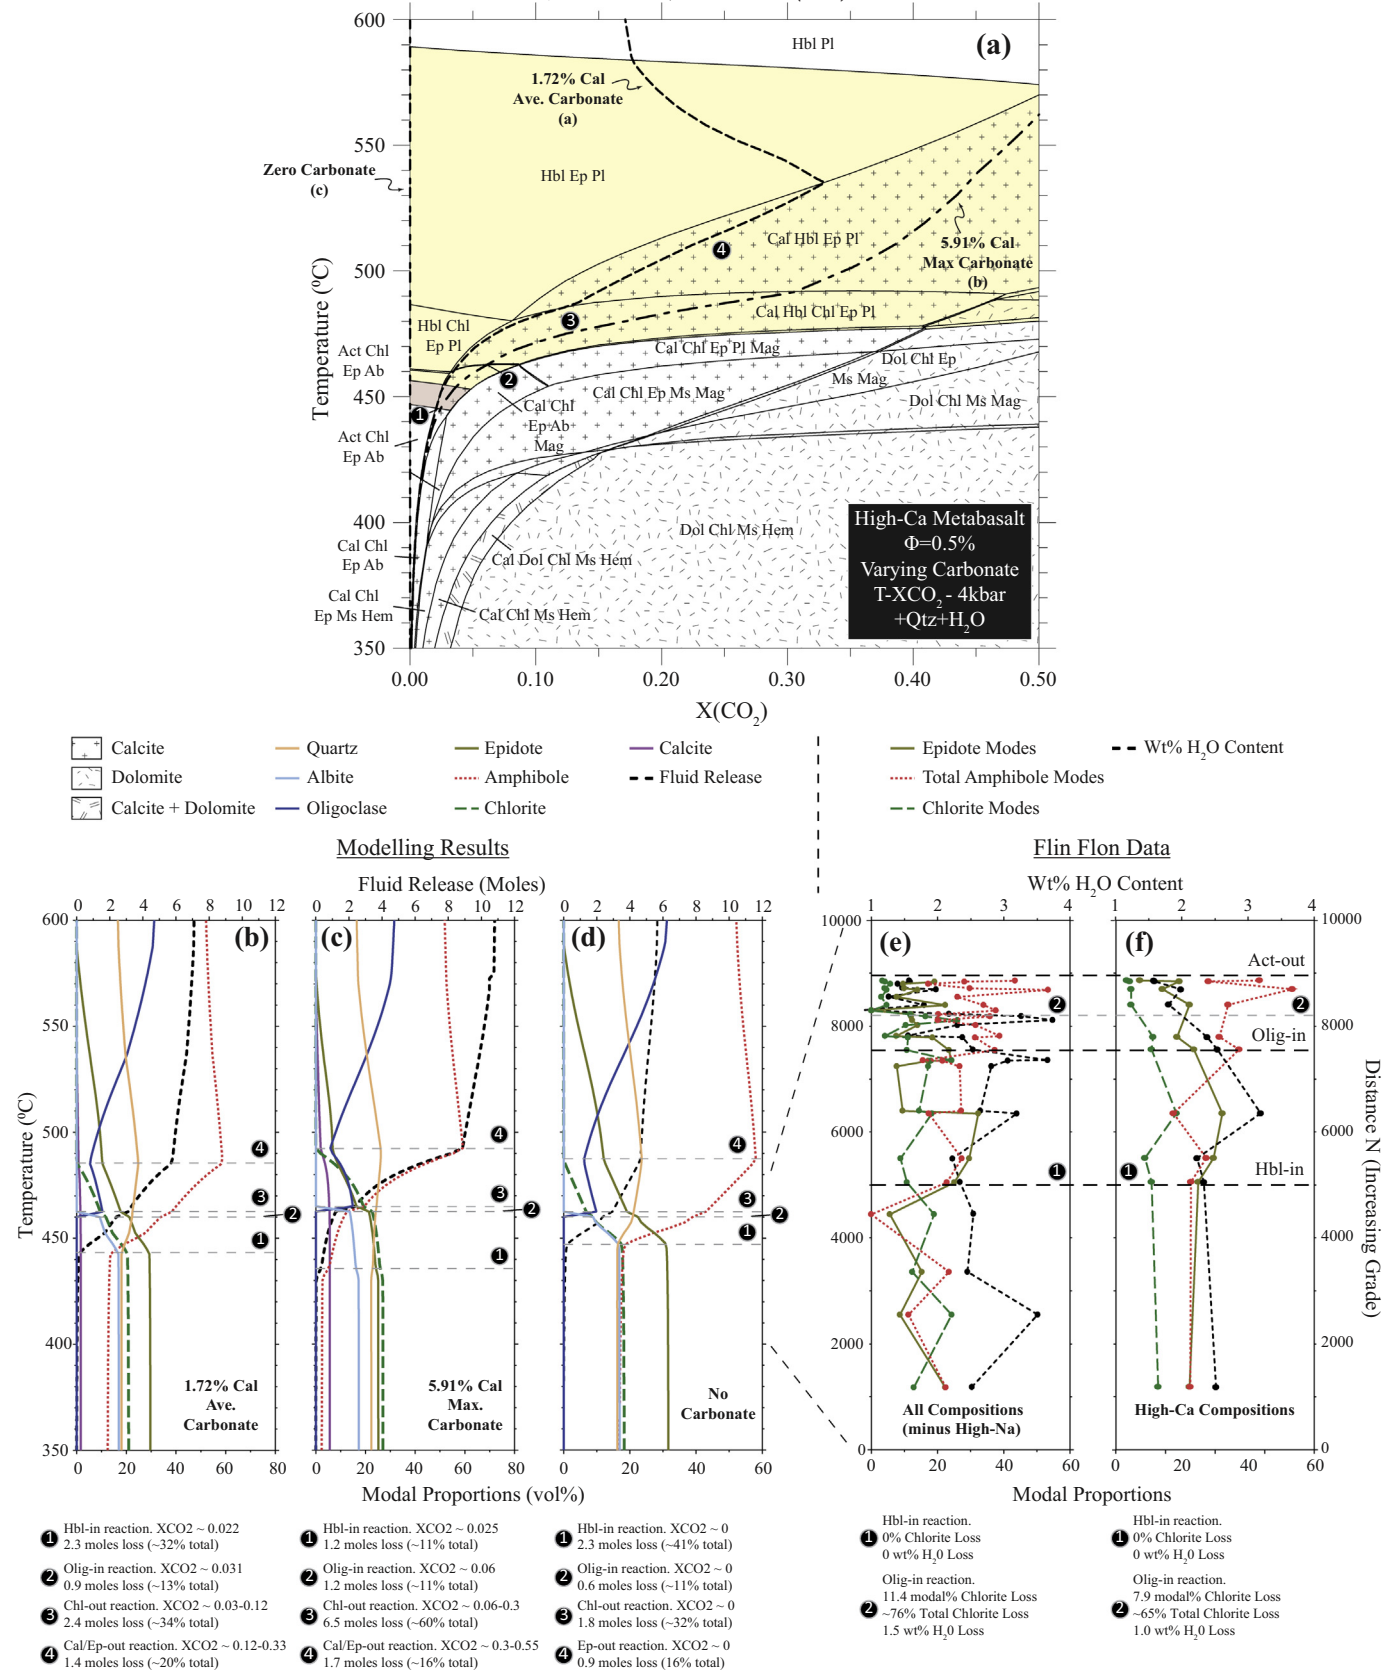 600
550
500
450
400
350
Temperature (⁰C)
(a)
Hbl Pl
1.72% Cal
Ave. Carbonate
(a)
Zero Carbonate
(c)
Hbl Ep Pl
Cal Hbl Ep Pl
5.91% Cal
Max Carbonate
(b)
4
3
Cal Hbl Chl Ep Pl
Hbl Chl
Ep Pl
Act Chl
Ep Ab
Cal Chl Ep Pl Mag
Dol Chl Ep
Ms Mag
2
Cal Chl Ep Ms Mag
Dol Chl Ms Mag
1
Cal Chl
Ep Ab
Mag
Act Chl
Ep Ab
Dol Chl Ms Hem
Cal Chl
Ep Ab
Cal Dol Chl Ms Hem
Cal Chl
Ep Ms Hem
Cal Chl Ms Hem
High-Ca Metabasalt
Φ=0.5%
Varying Carbonate
T-XCO₂ - 4kbar
+Qtz+H₂O
0.00 0.10 0.20 0.30 0.40 0.50
X(CO₂)
Calcite
Dolomite
Calcite + Dolomite
Quartz
Albite
Oligoclase
Epidote
Amphibole
Chlorite
Calcite
Fluid Release
Epidote Modes
Total Amphibole Modes
Chlorite Modes
Wt% H₂O Content
Modelling Results
Flin Flon Data
Fluid Release (Moles)
Wt% H₂O Content
0 2 4 6 8 10 12
0 2 4 6 8 10 12
0 2 4 6 8 10 12
1 2 3 4
1 2 3 4
600
550
500
450
400
350
Temperature (⁰C)
(b)
4
3
2
1
1.72% Cal
Ave.
Carbonate
(c)
4
3
2
1
5.91% Cal
Max.
Carbonate
(d)
4
3
2
1
No
Carbonate
10000
8000
6000
4000
2000
0
(e)
2
1
All Compositions
(minus High-Na)
(f)
Act-out
2
Olig-in
Hbl-in
1
High-Ca Compositions
10000
8000
6000
4000
2000
0
Distance N (Increasing Grade)
0 20 40 60 80
0 20 40 60 80
0 20 40 60
0 20 40 60
0 20 40 60
Modal Proportions (vol%)
Modal Proportions
1 Hbl-in reaction. XCO2 ~ 0.022
2.3 moles loss (~32% total)
2 Olig-in reaction. XCO2 ~ 0.031
0.9 moles loss (~13% total)
3 Chl-out reaction. XCO2 ~ 0.03-0.12
2.4 moles loss (~34% total)
4 Cal/Ep-out reaction. XCO2 ~ 0.12-0.33
1.4 moles loss (~20% total)
1 Hbl-in reaction. XCO2 ~ 0.025
1.2 moles loss (~11% total)
2 Olig-in reaction. XCO2 ~ 0.06
1.2 moles loss (~11% total)
3 Chl-out reaction. XCO2 ~ 0.06-0.3
6.5 moles loss (~60% total)
4 Cal/Ep-out reaction. XCO2 ~ 0.3-0.55
1.7 moles loss (~16% total)
1 Hbl-in reaction. XCO2 ~ 0
2.3 moles loss (~41% total)
2 Olig-in reaction. XCO2 ~ 0
0.6 moles loss (~11% total)
3 Chl-out reaction. XCO2 ~ 0
1.8 moles loss (~32% total)
4 Ep-out reaction. XCO2 ~ 0
0.9 moles loss (16% total)
Hbl-in reaction.
1 0% Chlorite Loss
0 wt% H₂0 Loss
Olig-in reaction.
11.4 modal% Chlorite Loss
2 ~76% Total Chlorite Loss
1.5 wt% H₂0 Loss
Hbl-in reaction.
1 0% Chlorite Loss
0 wt% H₂0 Loss
Olig-in reaction.
7.9 modal% Chlorite Loss
2 ~65% Total Chlorite Loss
1.0 wt% H₂0 Loss